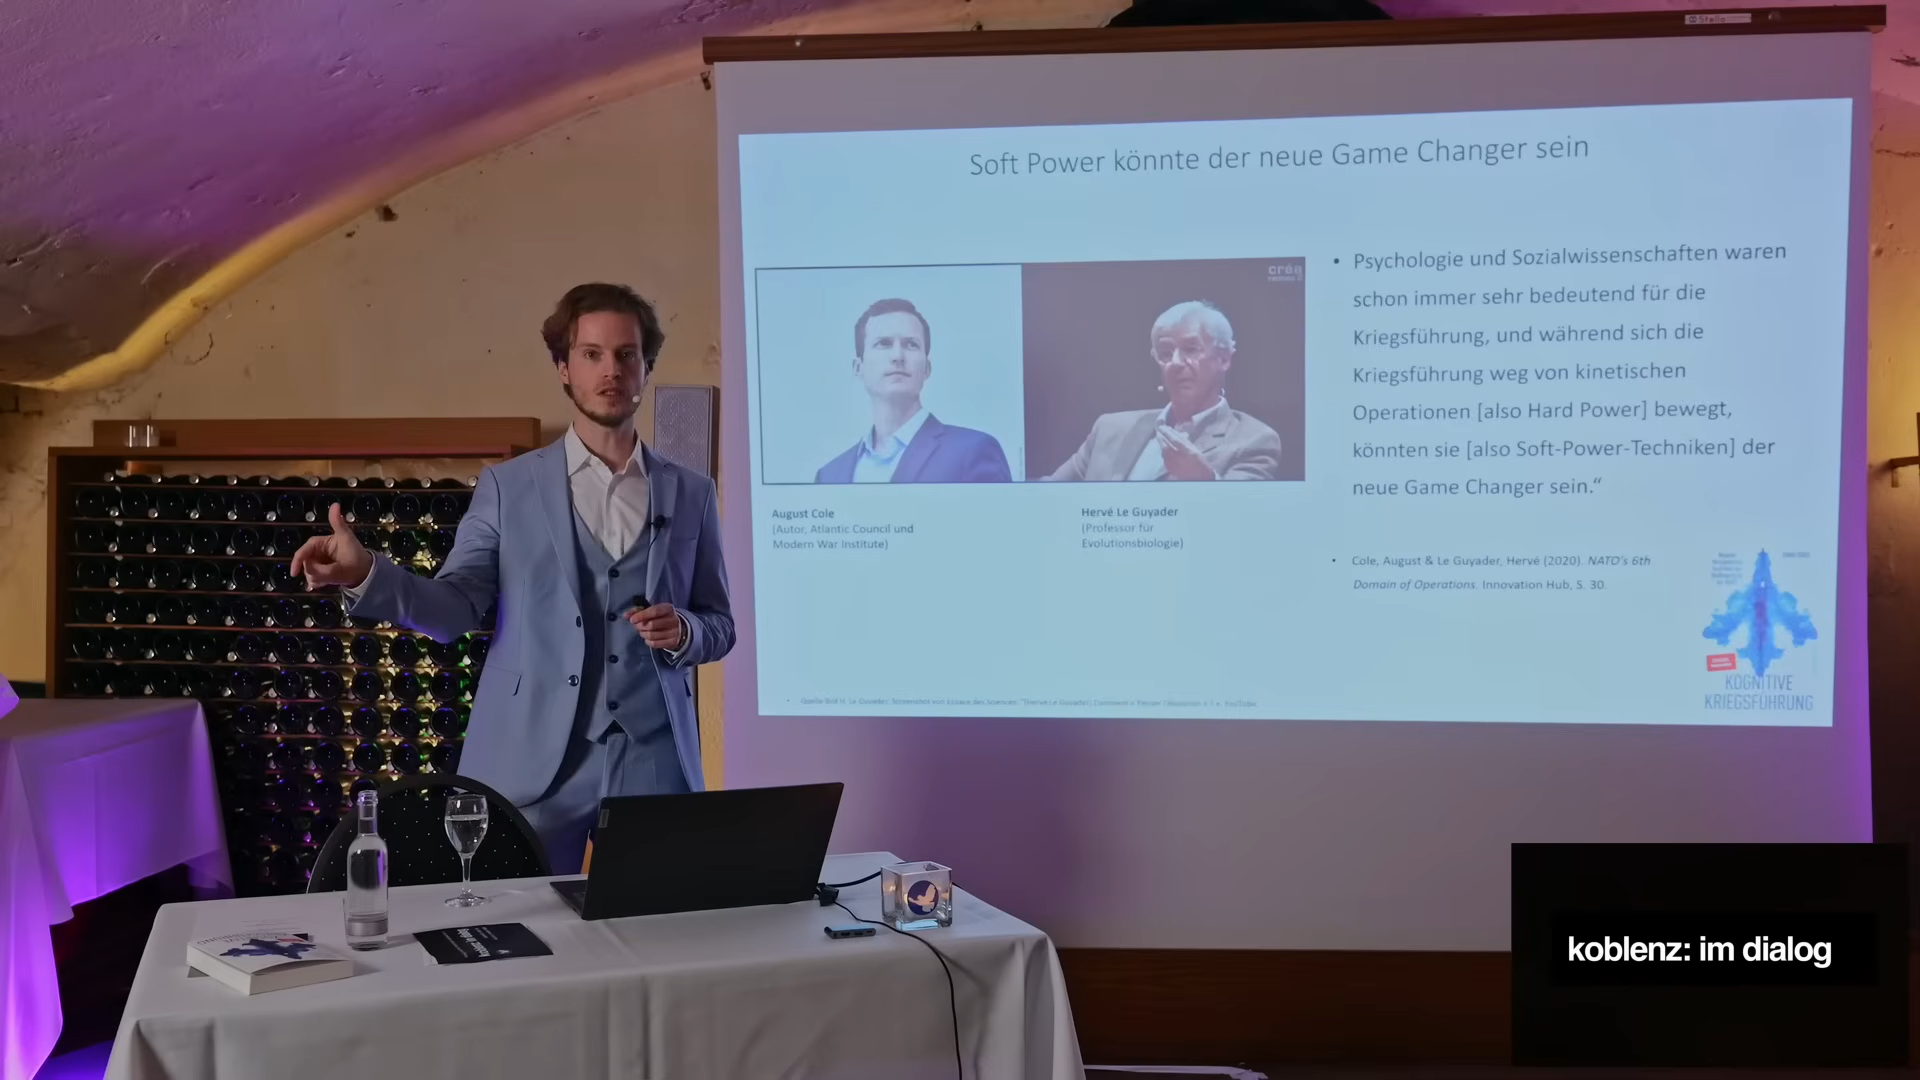 Stella
Soft Power könnte der neue Game Changer sein
créa
• Psychologie und Sozialwissenschaften waren
schon immer sehr bedeutend für die
Kriegsführung, und während sich die
Kriegsführung weg von kinetischen
Operationen [also Hard Power] bewegt,
könnten sie [also Soft-Power-Techniken] der
neue Game Changer sein.“
August Cole
(Autor, Atlantic Council und
Modern War Institute)
Hervé Le Guyader
(Professor für
Evolutionsbiologie)
• Cole, August & Le Guyader, Hervé (2020). NATO's 6th
Domain of Operations. Innovation Hub, S. 30.
KOGNITIVE
KRIEGSFÜHRUNG
koblenz: im dialog